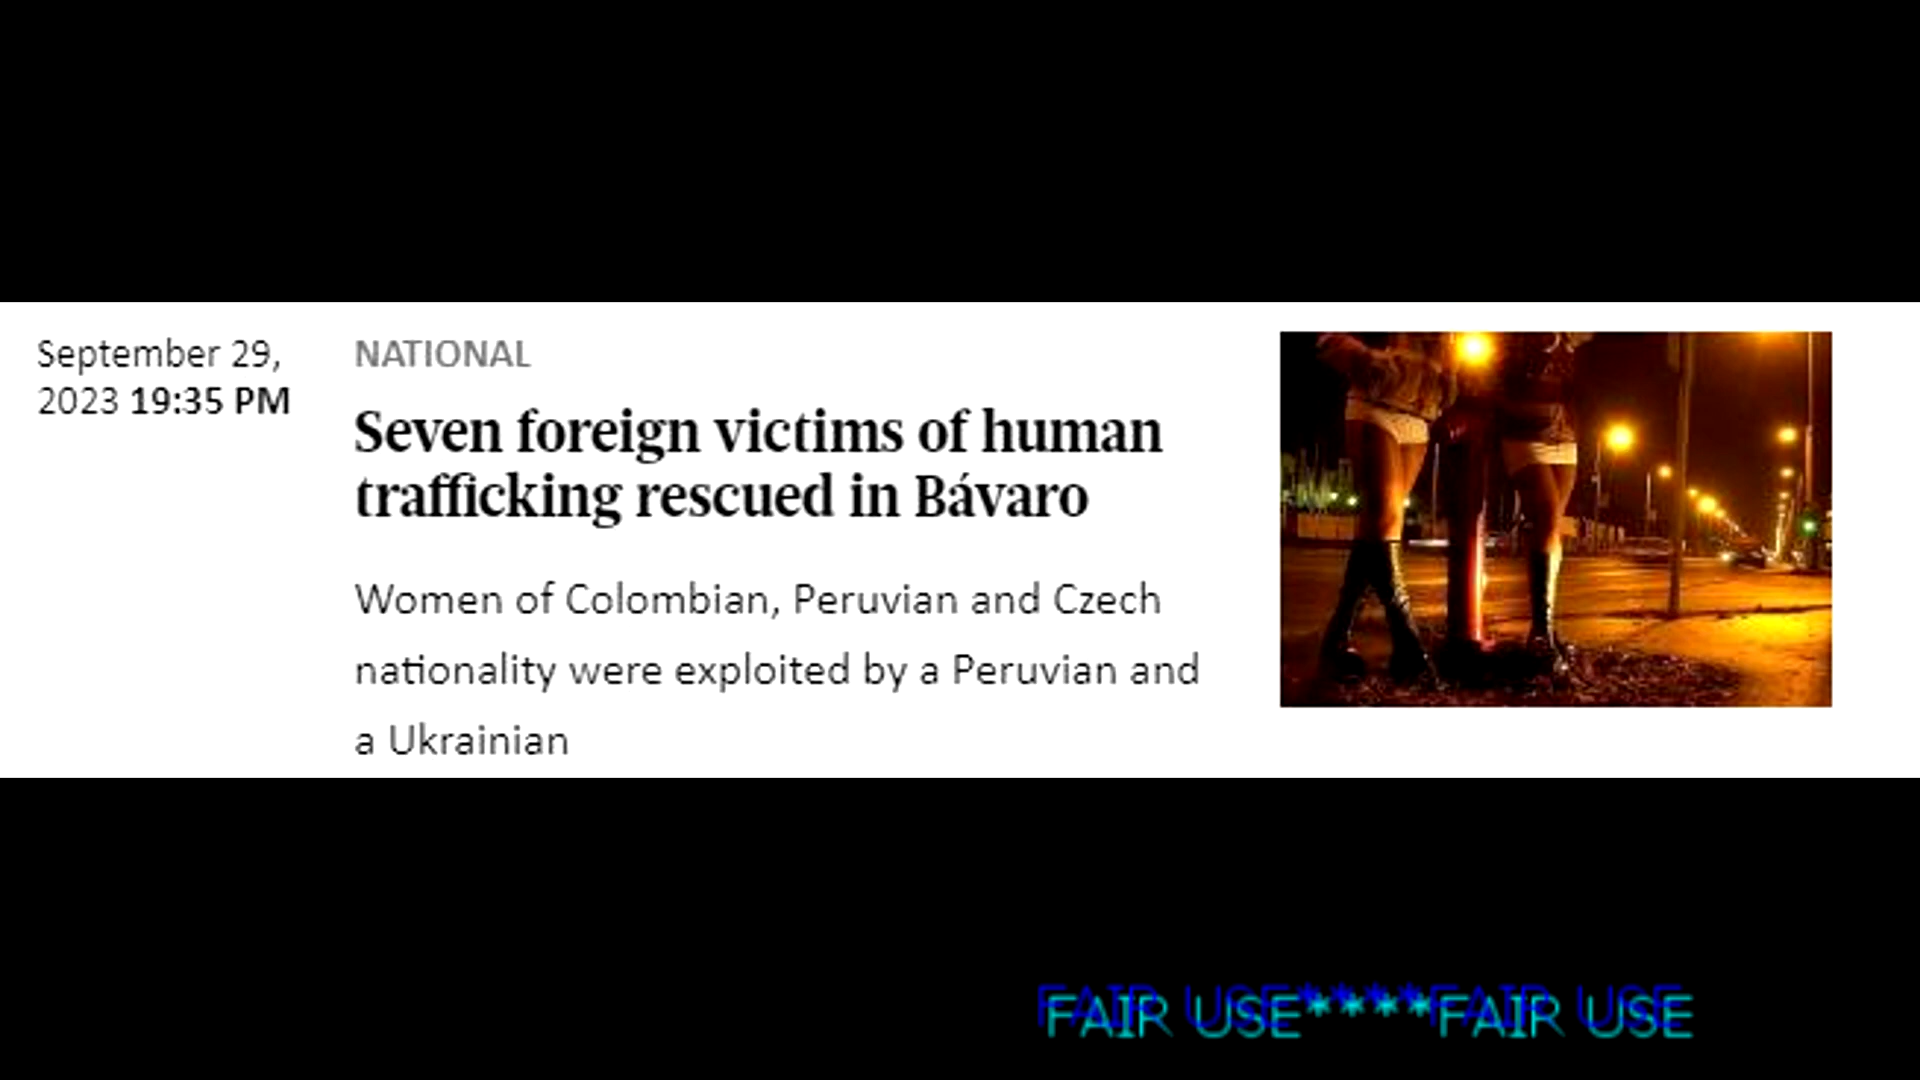 September 29,
2023 19:35 PM
NATIONAL
Seven foreign victims of human
trafficking rescued in Bávaro
Women of Colombian, Peruvian and Czech
nationality were exploited by a Peruvian and
a Ukrainian
FAIR USE****FAIR USE